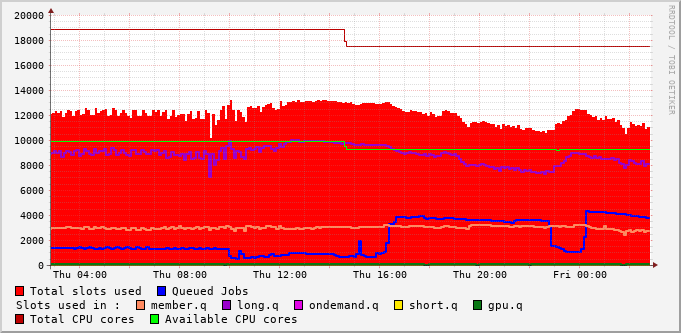 20000
18000
16000
14000
12000
10000
8000
6000
4000
2000
0
Thu 04:00 Thu 08:00 Thu 12:00 Thu 16:00 Thu 20:00 Fri 00:00
Total slots used Queued Jobs
Slots used in : member.q long.q ondemand.q short.q gpu.q
Total CPU cores Available CPU cores
RRDTOOL / TOBI OETIKER